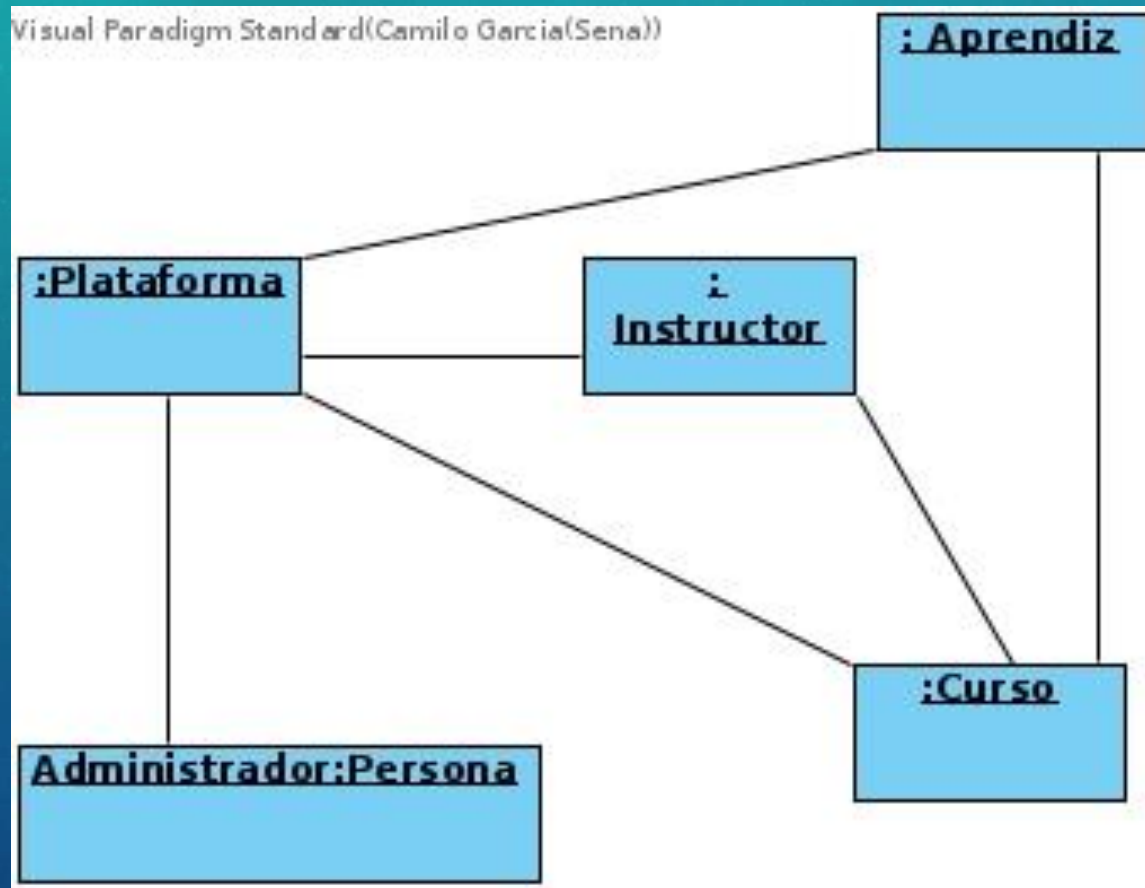 Visual Paradigm Standard(Camilo Garcia(Sena))
: Aprendiz
:Plataforma
:
Instructor
:Curso
Administrador:Persona